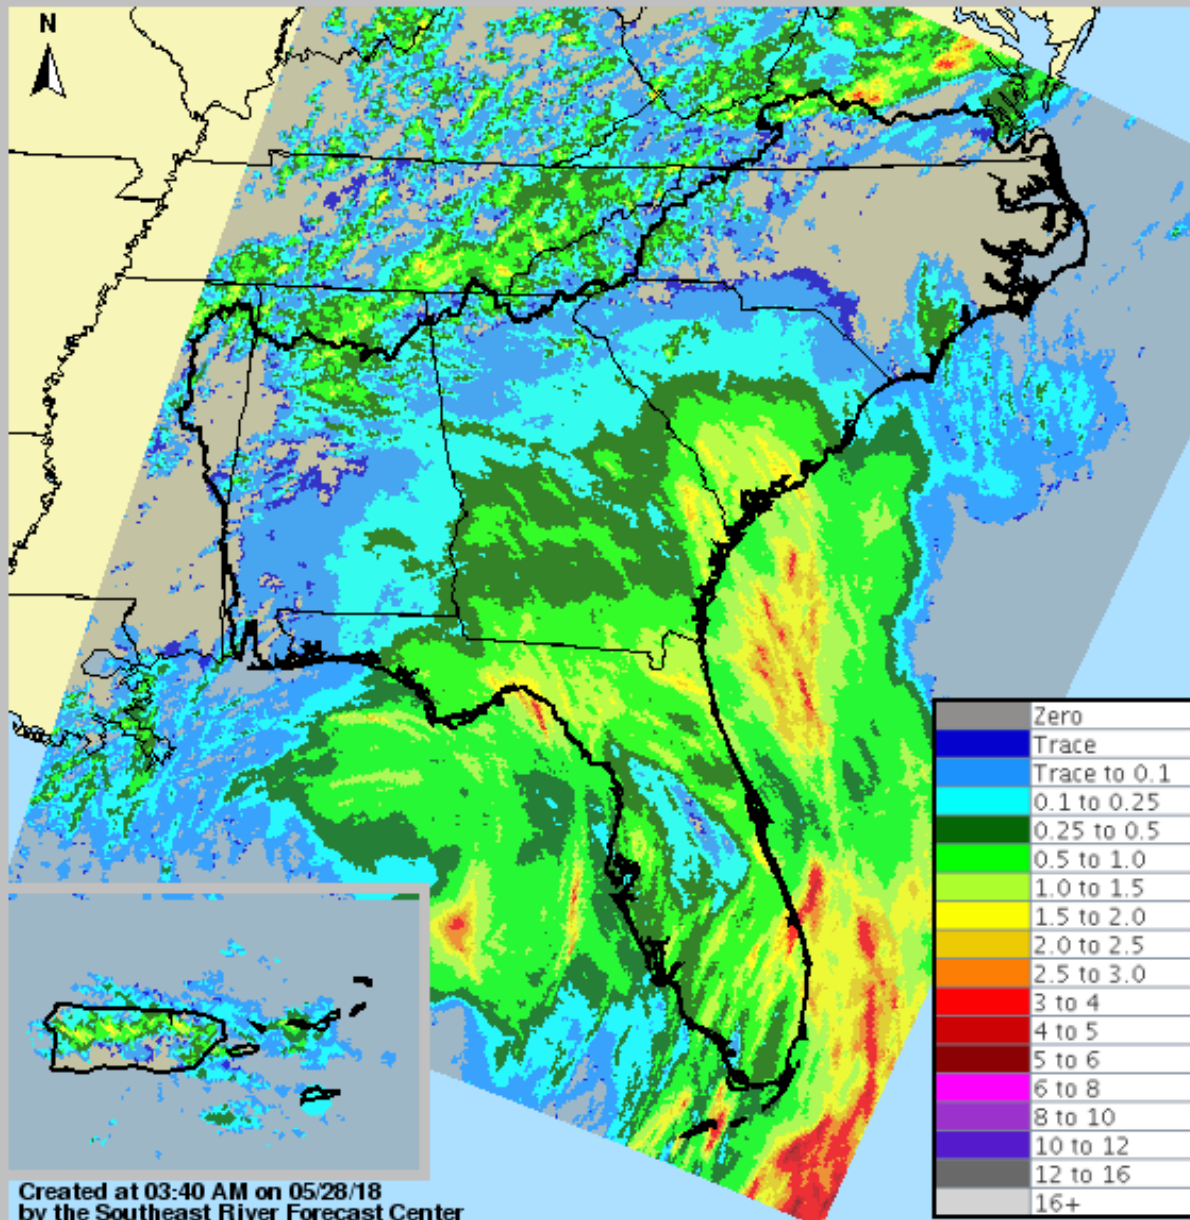 N
Zero
Trace
Trace to 0.1
0.1 to 0.25
0.25 to 0.5
0.5 to 1.0
1.0 to 1.5
1.5 to 2.0
2.0 to 2.5
2.5 to 3.0
3 to 4
4 to 5
5 to 6
6 to 8
8 to 10
10 to 12
12 to 16
16+
Created at 03:40 AM on 05/28/18
by the Southeast River Forecast Center